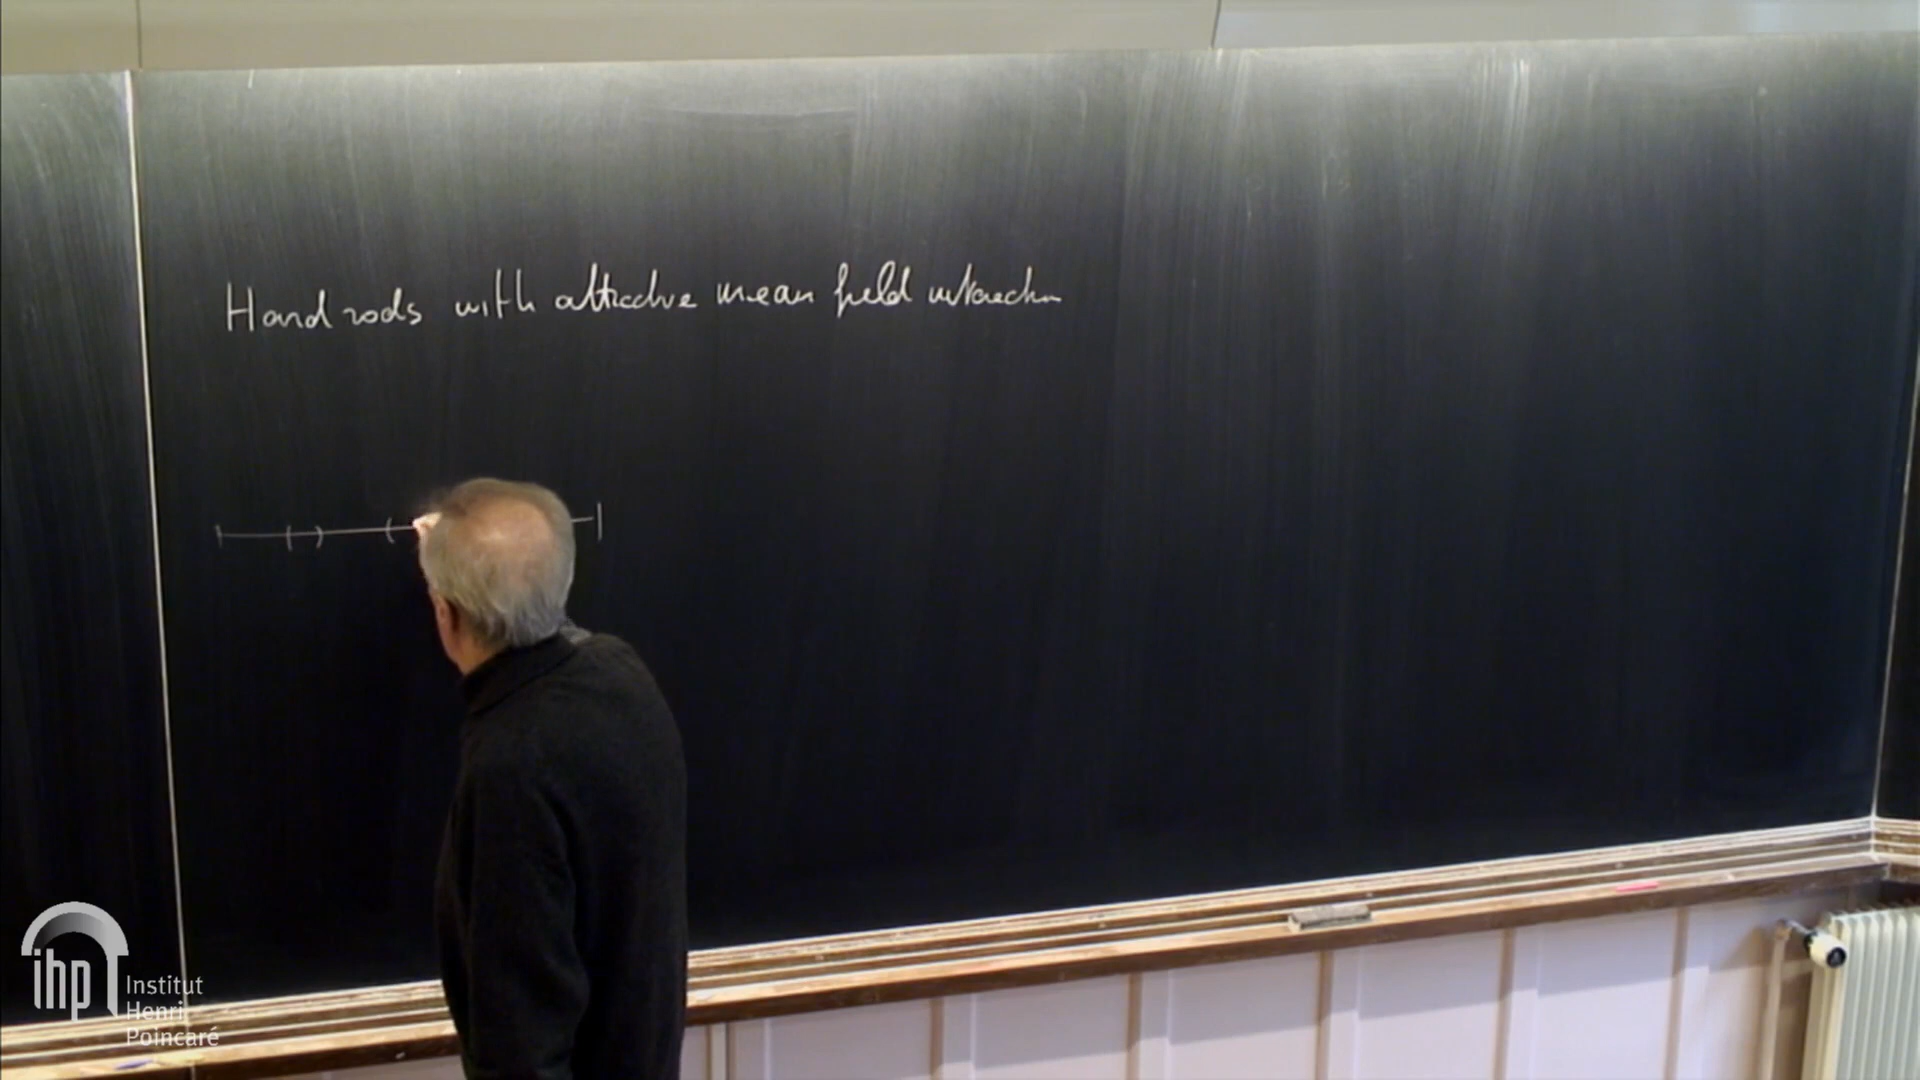 Hard rods with attractive mean field interaction
ihp Institut
Henri
Poincaré